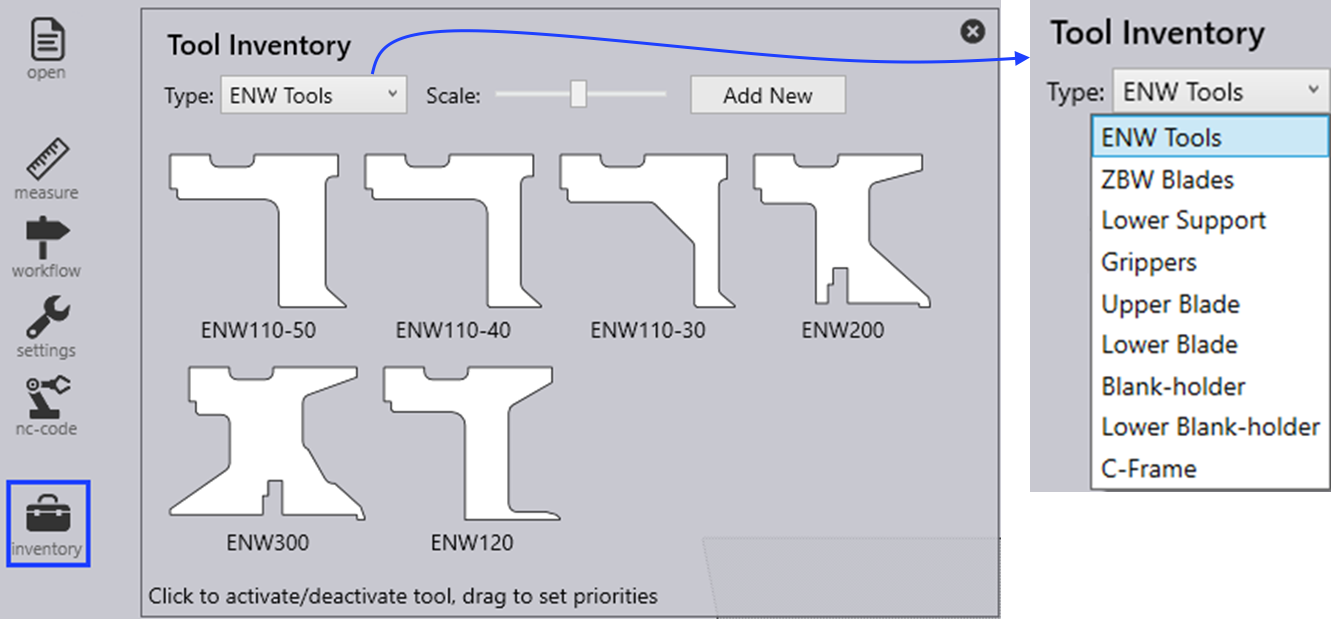 open
measure
workflow
settings
nc-code
inventory
Tool Inventory
Type: ENW Tools Scale: Add New
ENW110-50 ENW110-40 ENW110-30 ENW200
ENW300 ENW120
Click to activate/deactivate tool, drag to set priorities
Tool Inventory
Type: ENW Tools
ENW Tools
ZBW Blades
Lower Support
Grippers
Upper Blade
Lower Blade
Blank-holder
Lower Blank-holder
C-Frame